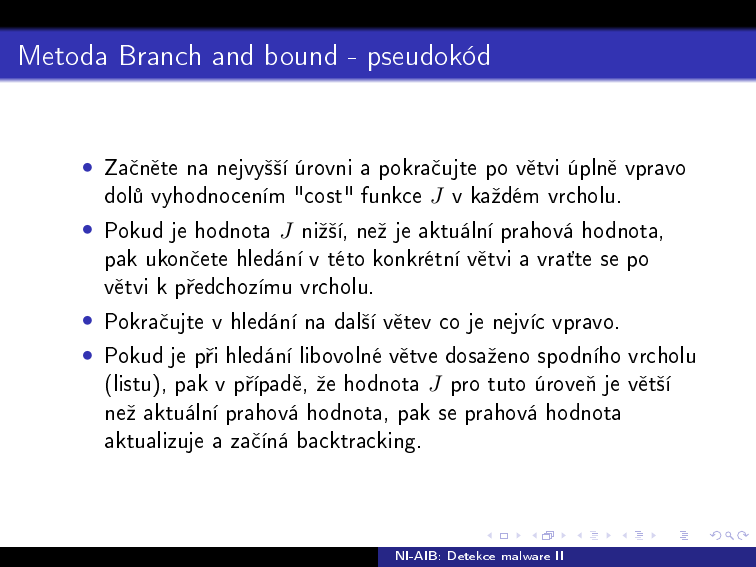 Metoda Branch and bound - pseudokód
• Začněte na nejvyšší úrovni a pokračujte po větvi úplně vpravo
dolů vyhodnocením "cost" funkce J v každém vrcholu.
• Pokud je hodnota J nižší, než je aktuální prahová hodnota,
pak ukončete hledání v této konkrétní větvi a vraťte se po
větvi k předchozímu vrcholu.
• Pokračujte v hledání na další větev co je nejvíc vpravo.
• Pokud je při hledání libovolné větve dosaženo spodního vrcholu
(listu), pak v případě, že hodnota J pro tuto úroveň je větší
než aktuální prahová hodnota, pak se prahová hodnota
aktualizuje a začíná backtracking.
NI-AIB: Detekce malware II